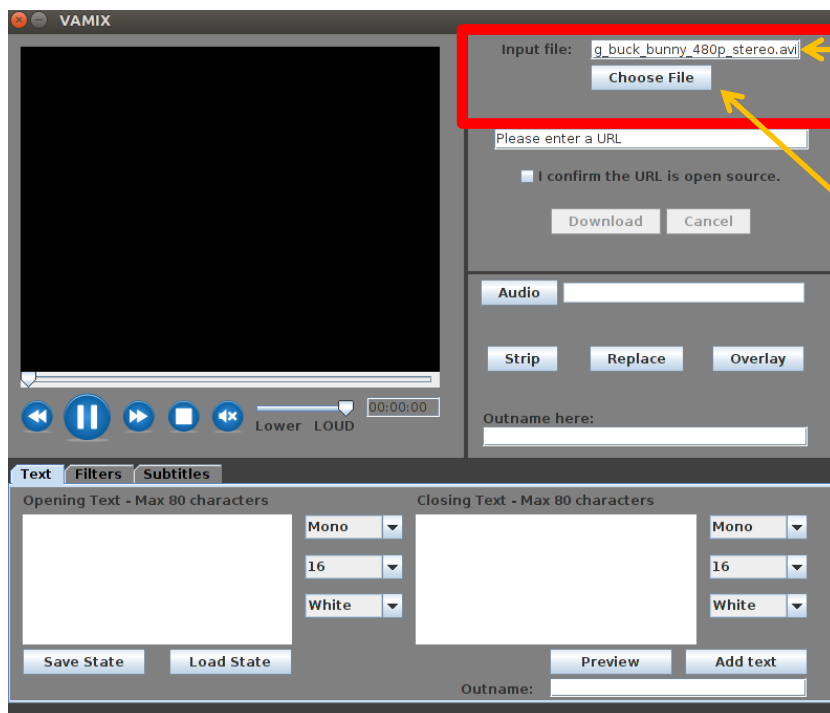 VAMIX
Input file: g_buck_bunny_480p_stereo.avi
Choose File
Please enter a URL
I confirm the URL is open source.
Download Cancel
Audio
Strip Replace Overlay
Lower LOUD 00:00:00
Outname here:
Text Filters Subtitles
Opening Text - Max 80 characters Closing Text - Max 80 characters
Mono Mono
16 16
White White
Save State Load State Preview Add text
Outname: